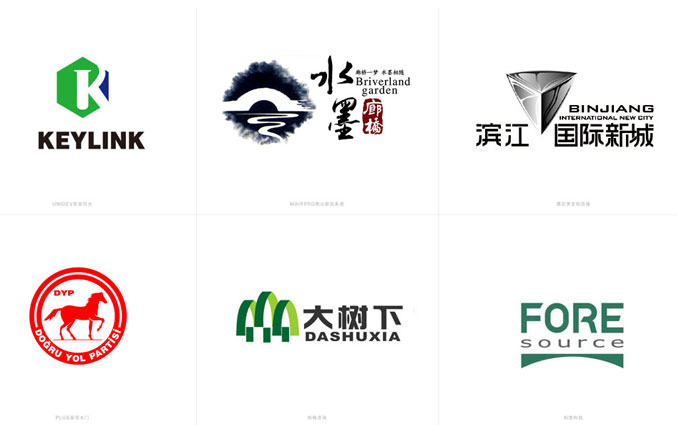 KEYLINK
水墨
廊桥一梦 水墨相随
Briverland
garden
廊橋
BINJIANG
INTERNATIONAL NEW CITY
滨江 国际新城
DYP
DOĞRU YOL PARTİSİ
大树下
DASHUXIA
FORE
source